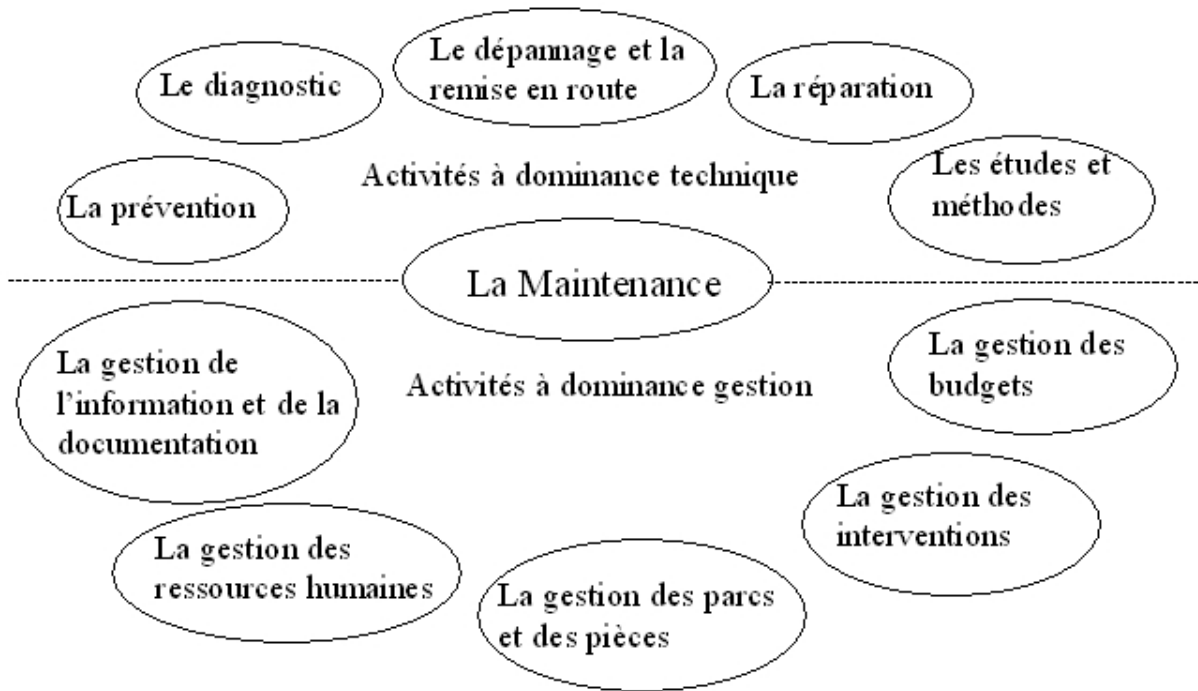 Le dépannage et la
remise en route
Le diagnostic
La réparation
Activités à dominance technique
Les études et
méthodes
La prévention
La Maintenance
La gestion de
l'information et de la
documentation
Activités à dominance gestion
La gestion des
budgets
La gestion des
interventions
La gestion des
ressources humaines
La gestion des parcs
et des pièces